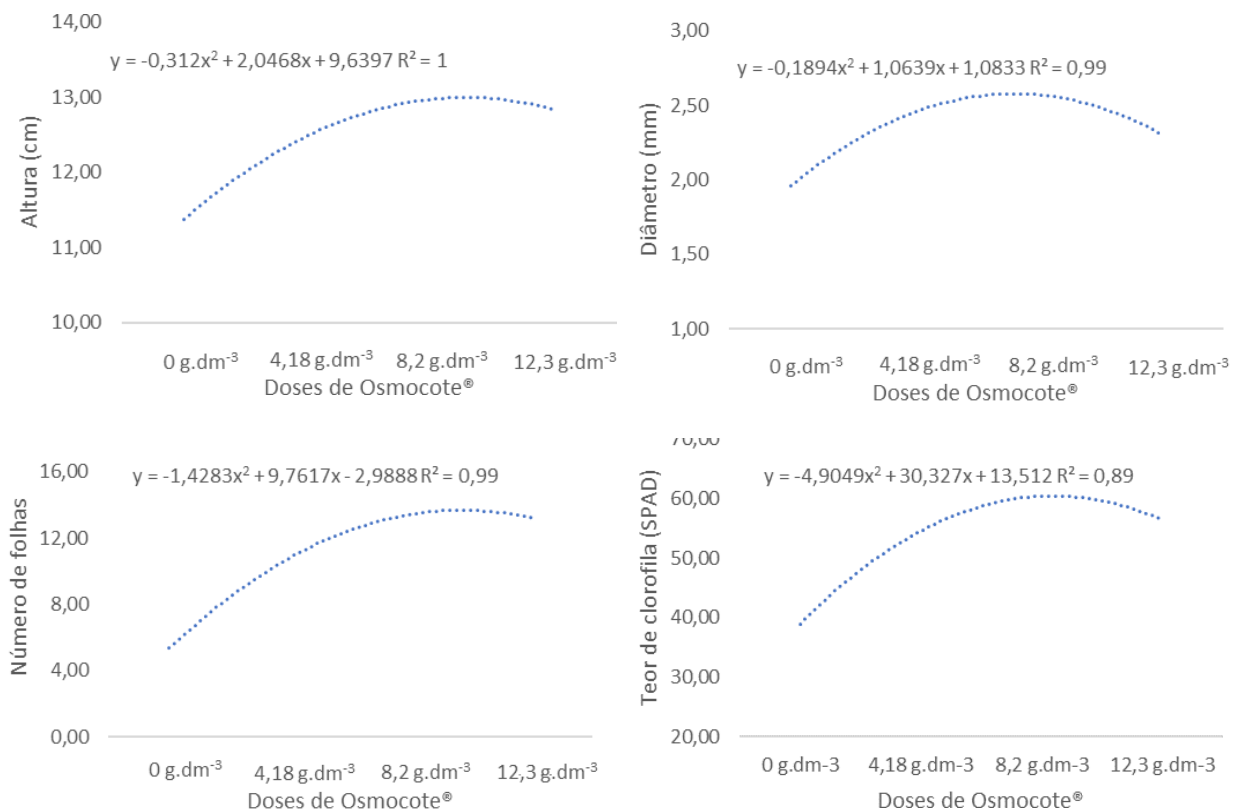 14,00
y = -0,312x² + 2,0468x + 9,6397 R² = 1
13,00
12,00
11,00
10,00
Altura (cm)
0 g.dm⁻³ 4,18 g.dm⁻³ 8,2 g.dm⁻³ 12,3 g.dm⁻³
Doses de Osmocote®
3,00
y = -0,1894x² + 1,0639x + 1,0833 R² = 0,99
2,50
2,00
1,50
1,00
Diâmetro (mm)
0 g.dm⁻³ 4,18 g.dm⁻³ 8,2 g.dm⁻³ 12,3 g.dm⁻³
Doses de Osmocote®
16,00
y = -1,4283x² + 9,7617x - 2,9888 R² = 0,99
12,00
8,00
4,00
0,00
Número de folhas
0 g.dm⁻³ 4,18 g.dm⁻³ 8,2 g.dm⁻³ 12,3 g.dm⁻³
Doses de Osmocote®
70,00
y = -4,9049x² + 30,327x + 13,512 R² = 0,89
60,00
50,00
40,00
30,00
20,00
Teor de clorofila (SPAD)
0 g.dm-3 4,18 g.dm-3 8,2 g.dm-3 12,3 g.dm-3
Doses de Osmocote®